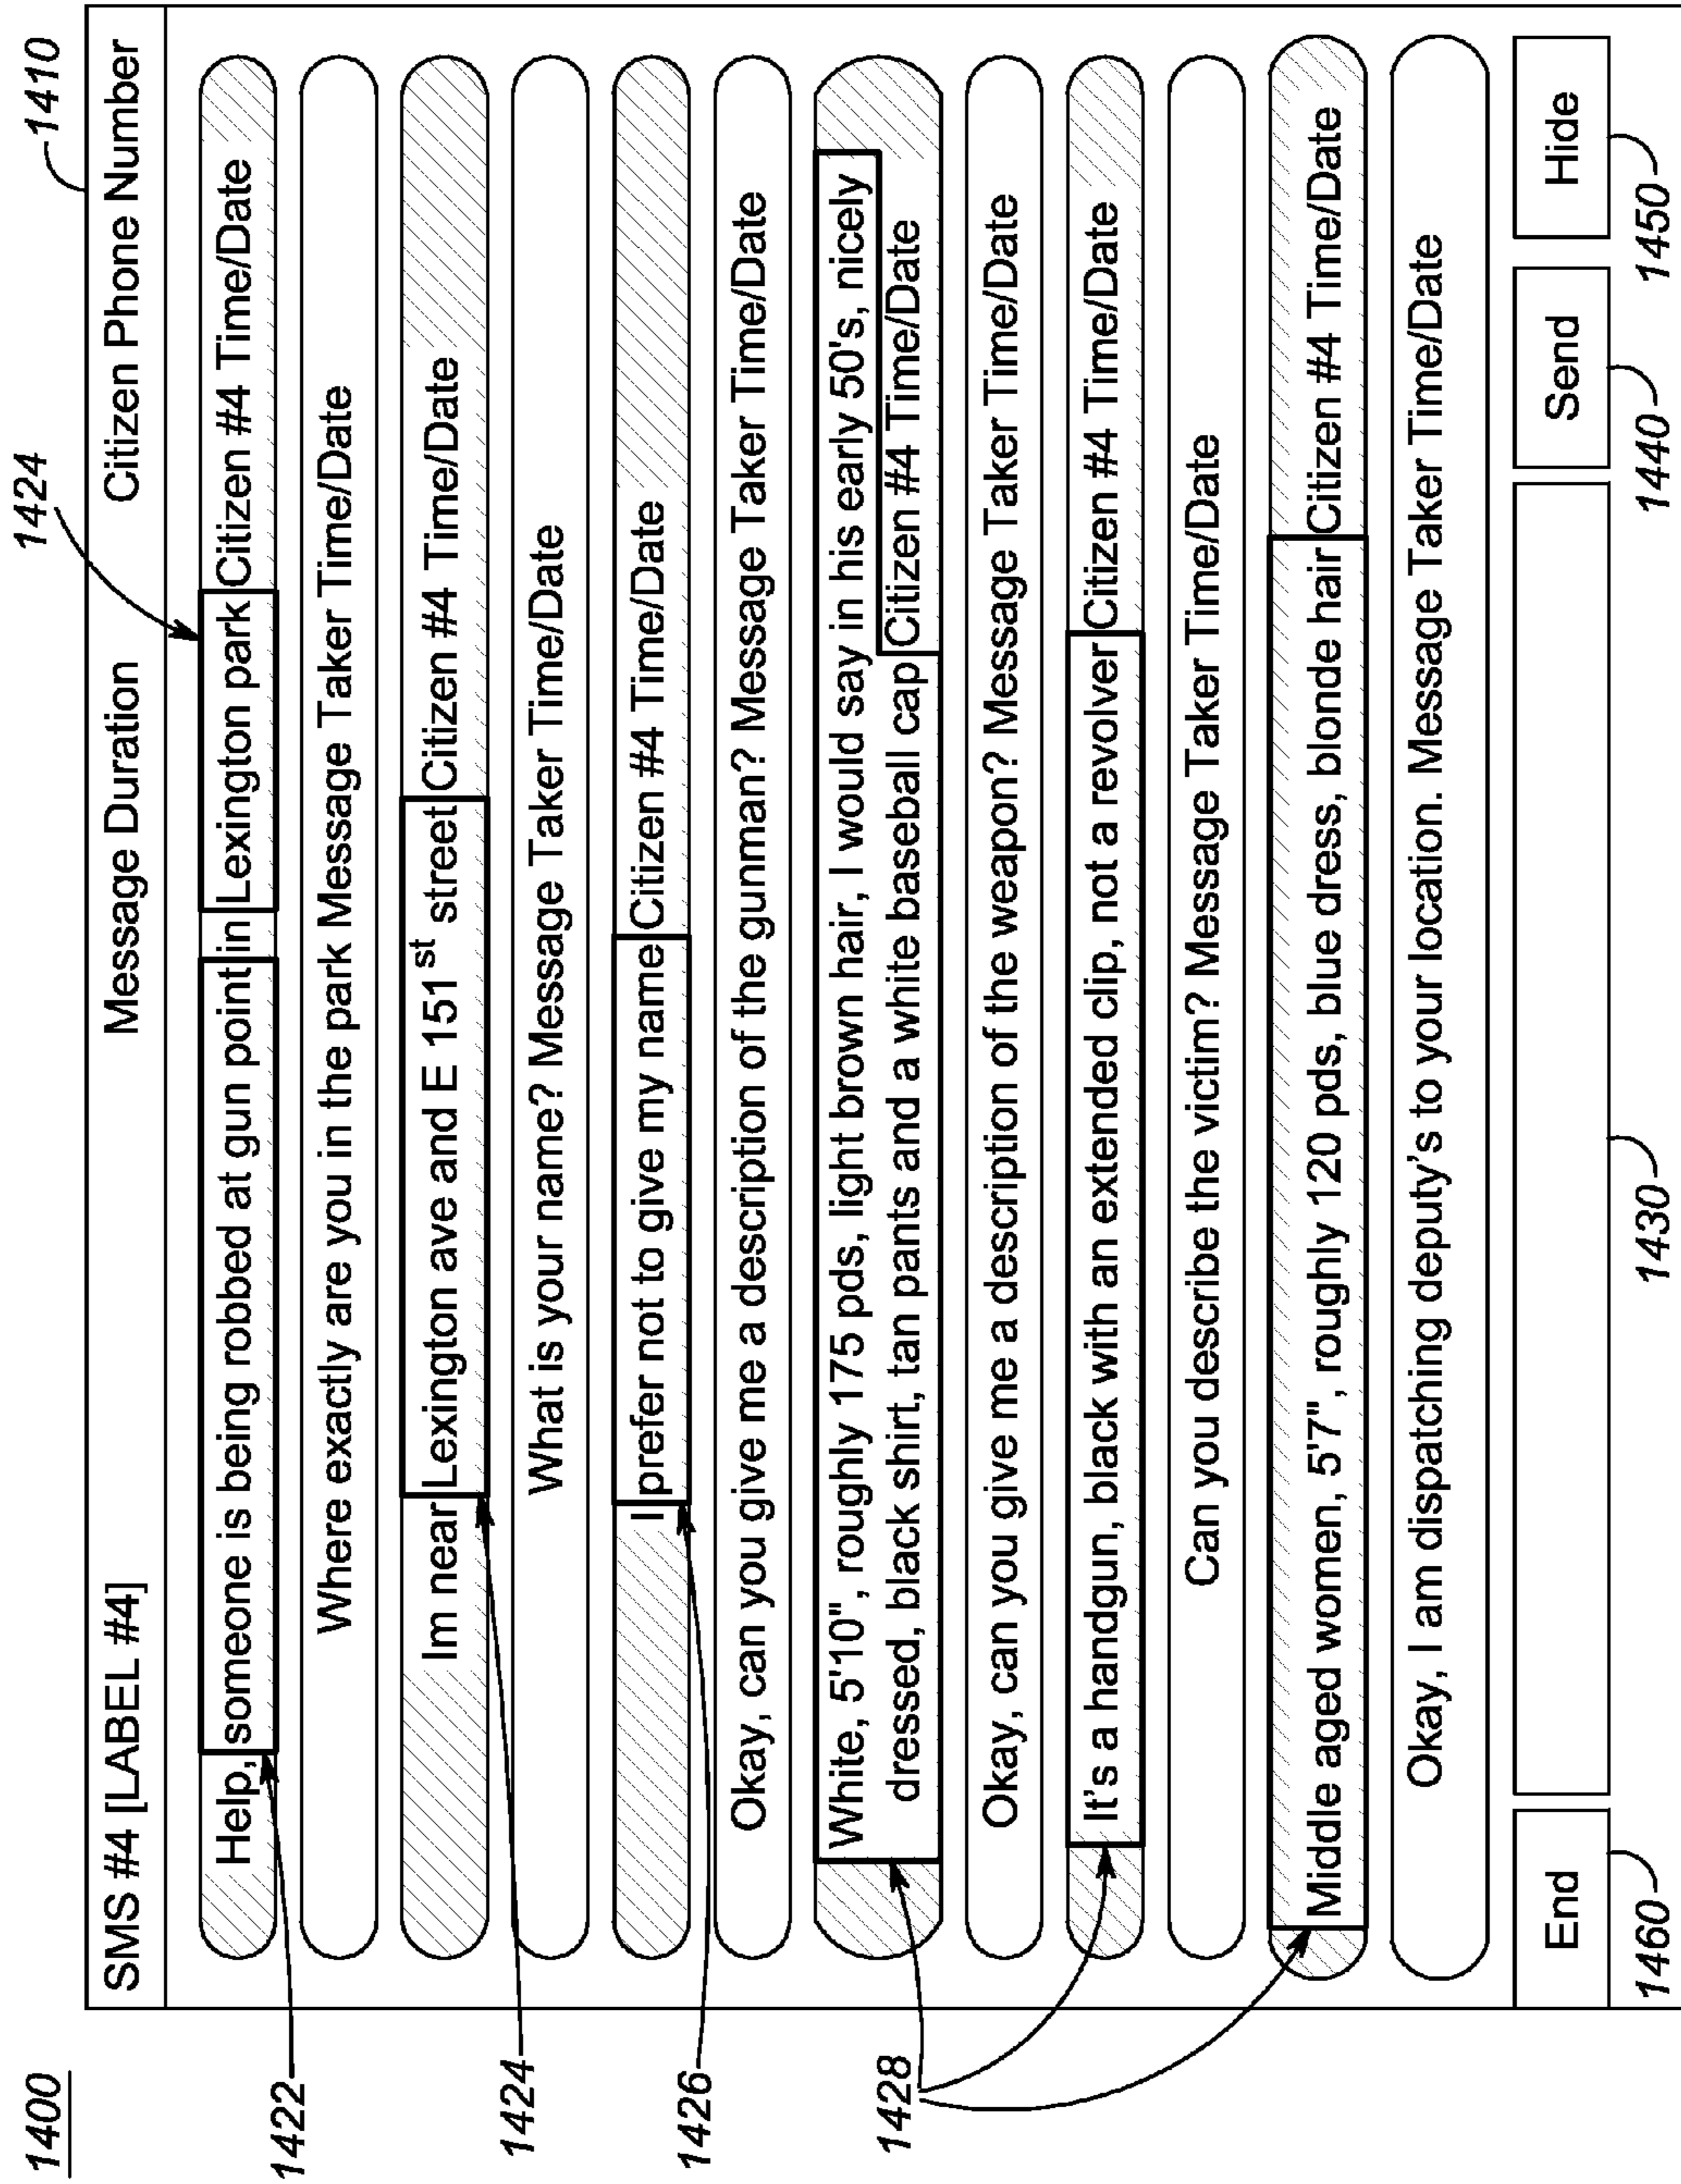 1400
1410
SMS #4 [LABEL #4] Message Duration Citizen Phone Number
1424
1422
Help, someone is being robbed at gun point in Lexington park Citizen #4 Time/Date
Where exactly are you in the park Message Taker Time/Date
1424
Im near Lexington ave and E 151st street Citizen #4 Time/Date
What is your name? Message Taker Time/Date
1426
I prefer not to give my name Citizen #4 Time/Date
Okay, can you give me a description of the gunman? Message Taker Time/Date
1428
White, 5'10", roughly 175 pds, light brown hair, I would say in his early 50's, nicely
dressed, black shirt, tan pants and a white baseball cap Citizen #4 Time/Date
Okay, can you give me a description of the weapon? Message Taker Time/Date
It's a handgun, black with an extended clip, not a revolver Citizen #4 Time/Date
Can you describe the victim? Message Taker Time/Date
Middle aged women, 5'7", roughly 120 pds, blue dress, blonde hair Citizen #4 Time/Date
Okay, I am dispatching deputy's to your location. Message Taker Time/Date
End Send Hide
1460 1430 1440 1450